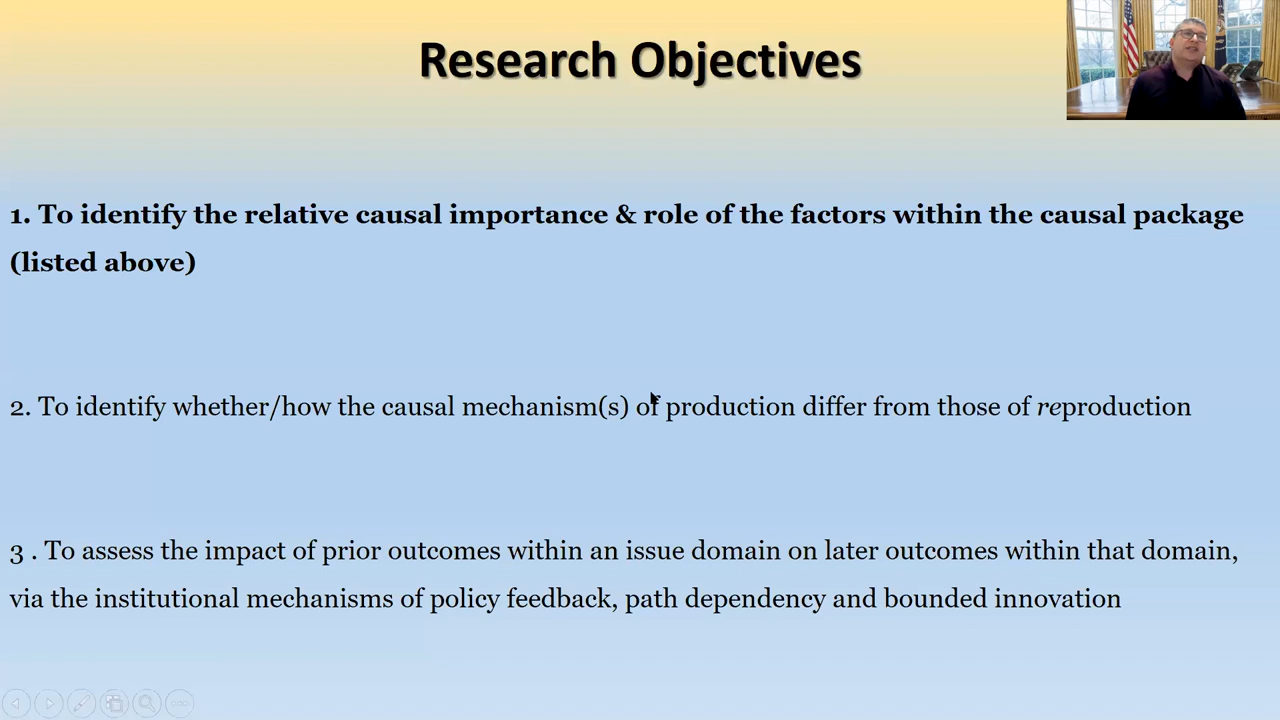 Research Objectives
1. To identify the relative causal importance & role of the factors within the causal package
(listed above)
2. To identify whether/how the causal mechanism(s) of production differ from those of reproduction
3 . To assess the impact of prior outcomes within an issue domain on later outcomes within that domain,
via the institutional mechanisms of policy feedback, path dependency and bounded innovation